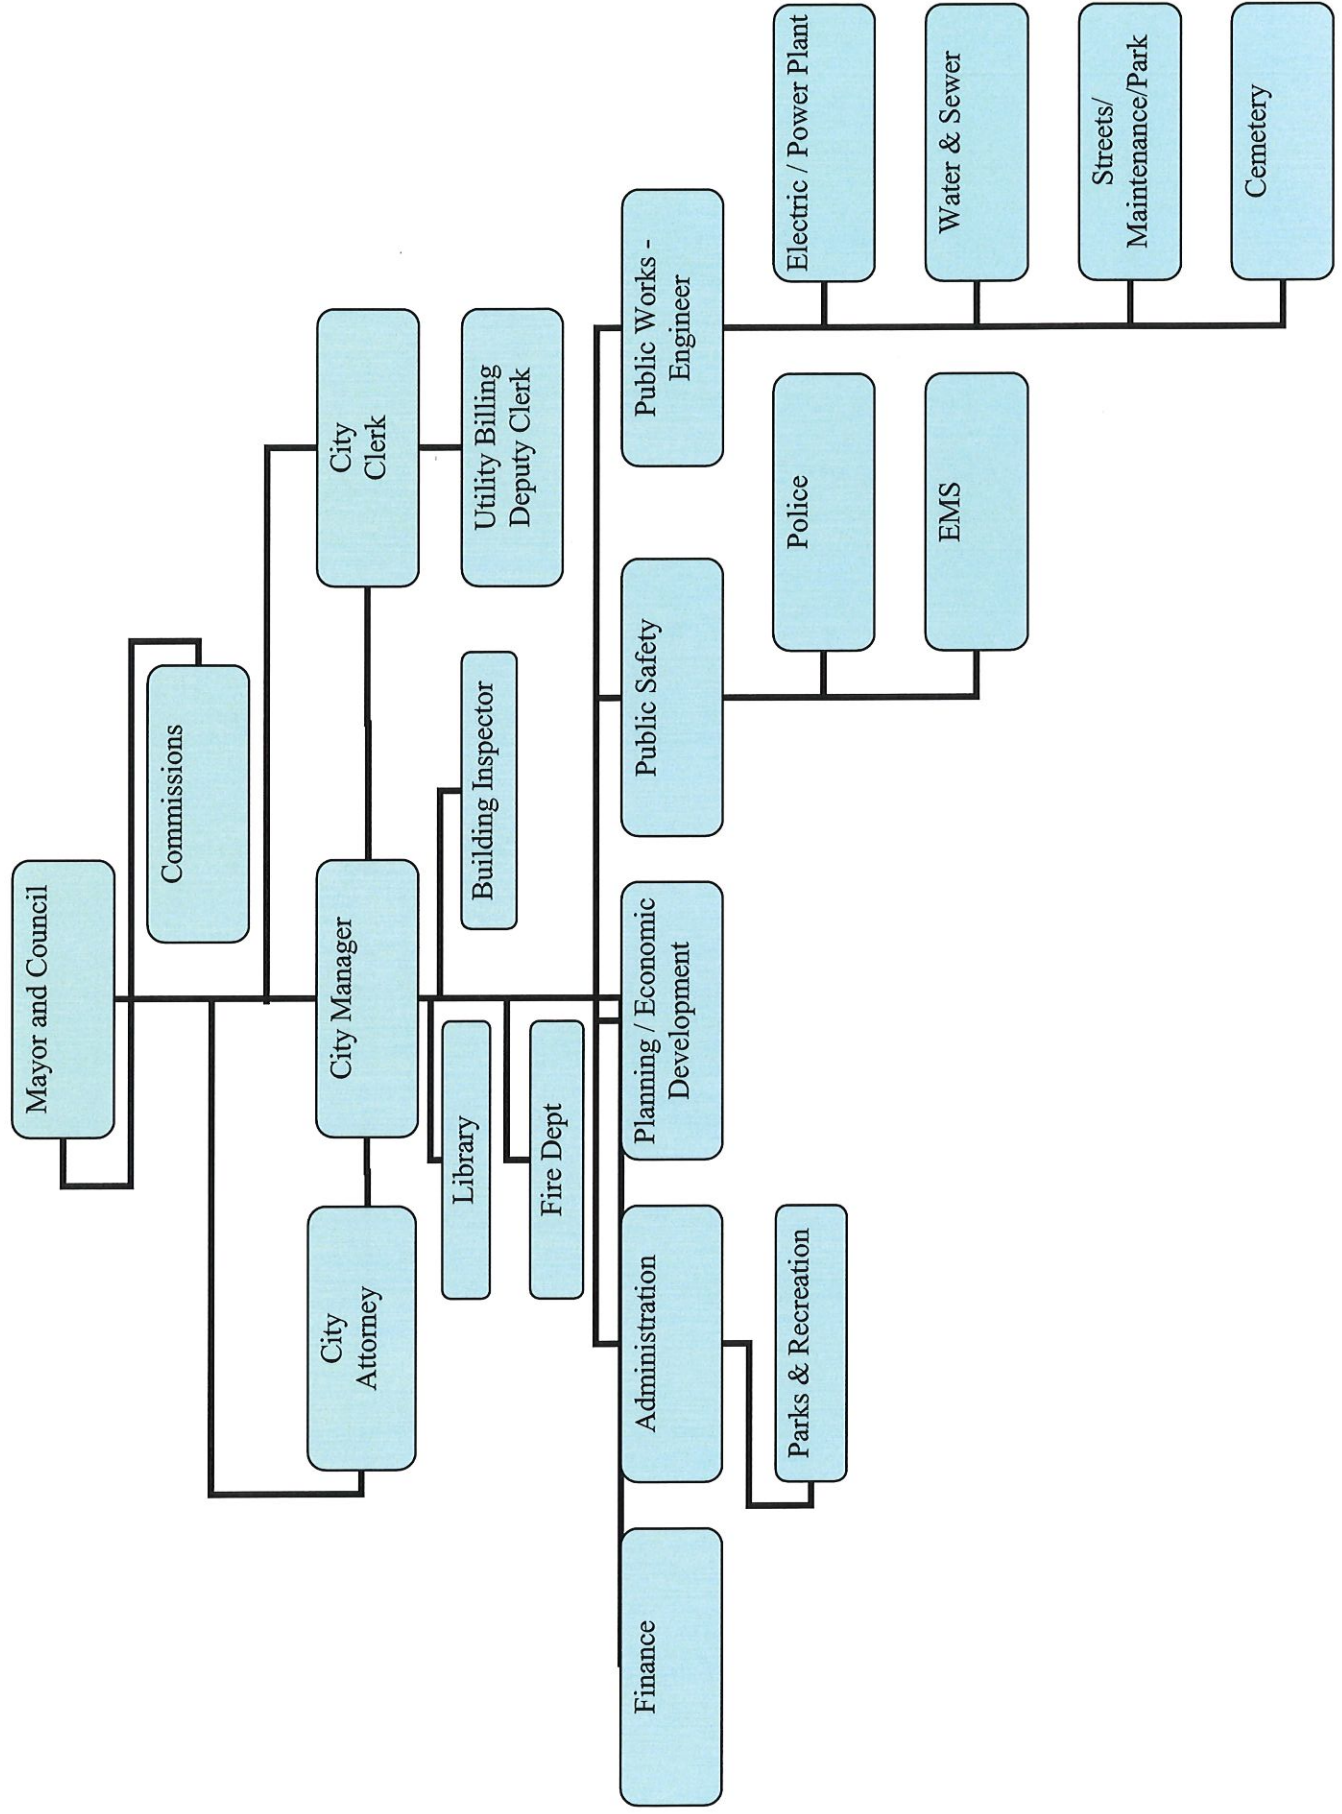 Mayor and Council
Commissions
City
Attorney
City Manager
City
Clerk
Library
Building Inspector
Utility Billing
Deputy Clerk
Fire Dept
Finance
Administration
Planning / Economic
Development
Public Safety
Public Works -
Engineer
Parks & Recreation
Police
EMS
Electric / Power Plant
Water & Sewer
Streets/
Maintenance/Park
Cemetery